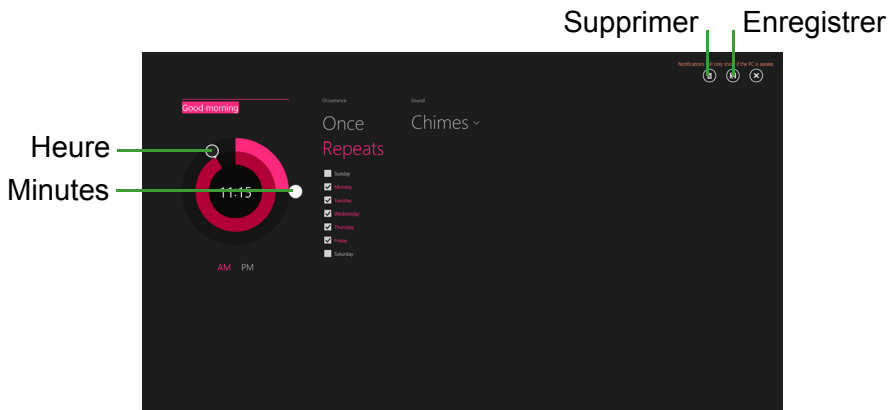 Supprimer Enregistrer
Notifications will only show if the PC is awake.
Good morning
Occurrence Sound
Once Chimes
Repeats
Heure
Minutes
11:15
Sunday
Monday
Tuesday
Wednesday
Thursday
Friday
Saturday
AM PM